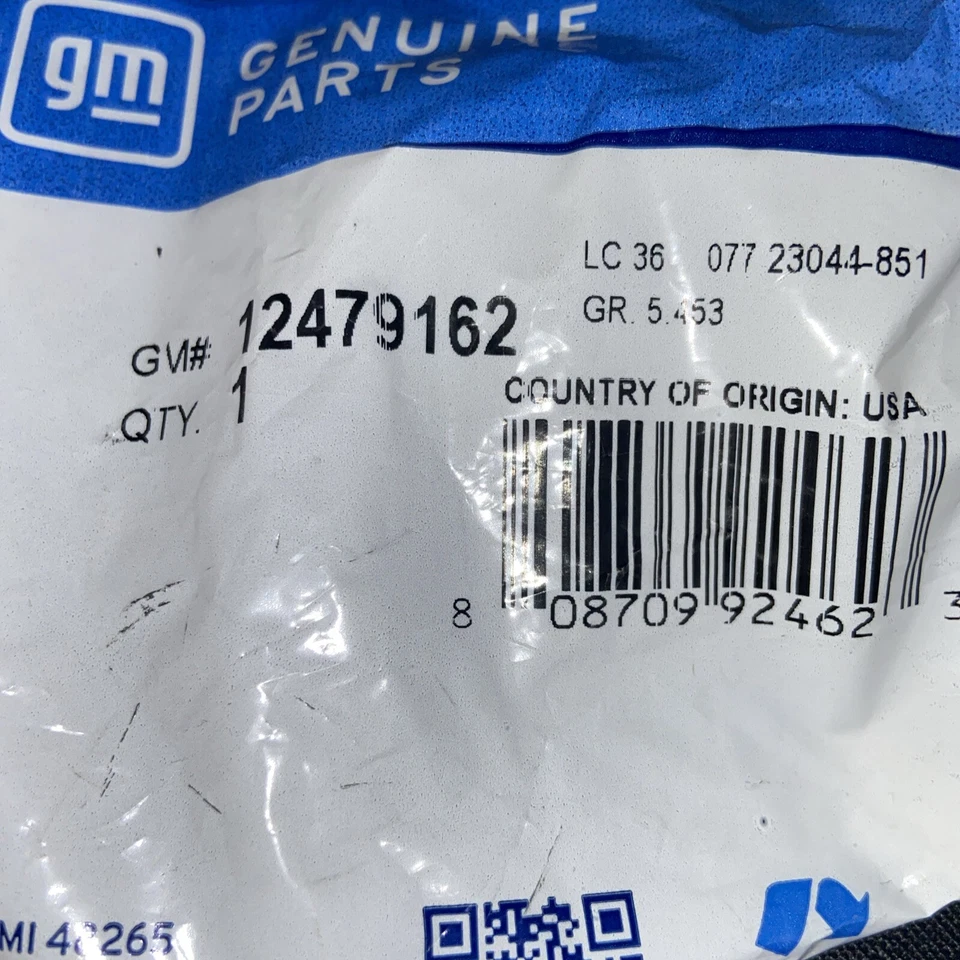 gm
GENUINE
PARTS
LC 36 077 23044-851
GR. 5.453
GM#: 12479162
QTY. 1
COUNTRY OF ORIGIN: USA
8 08709 92462 3
MI 48265